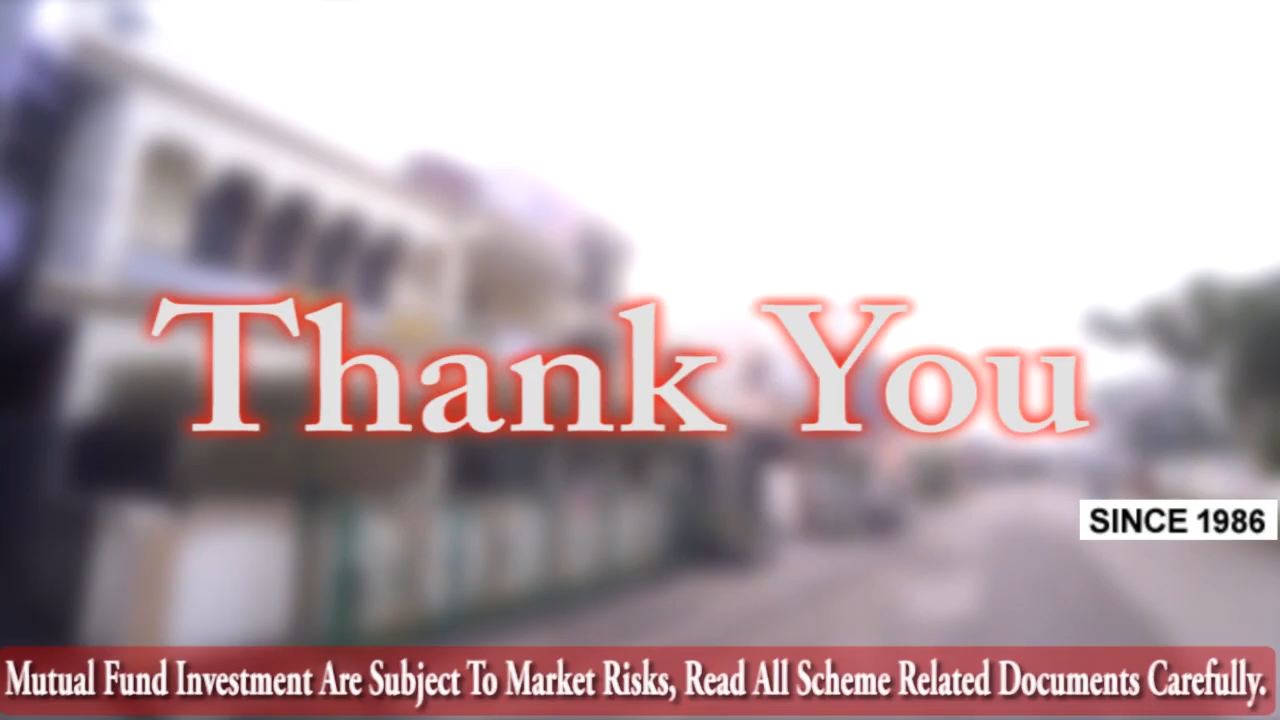 Thank You
SINCE 1986
Mutual Fund Investment Are Subject To Market Risks, Read All Scheme Related Documents Carefully.